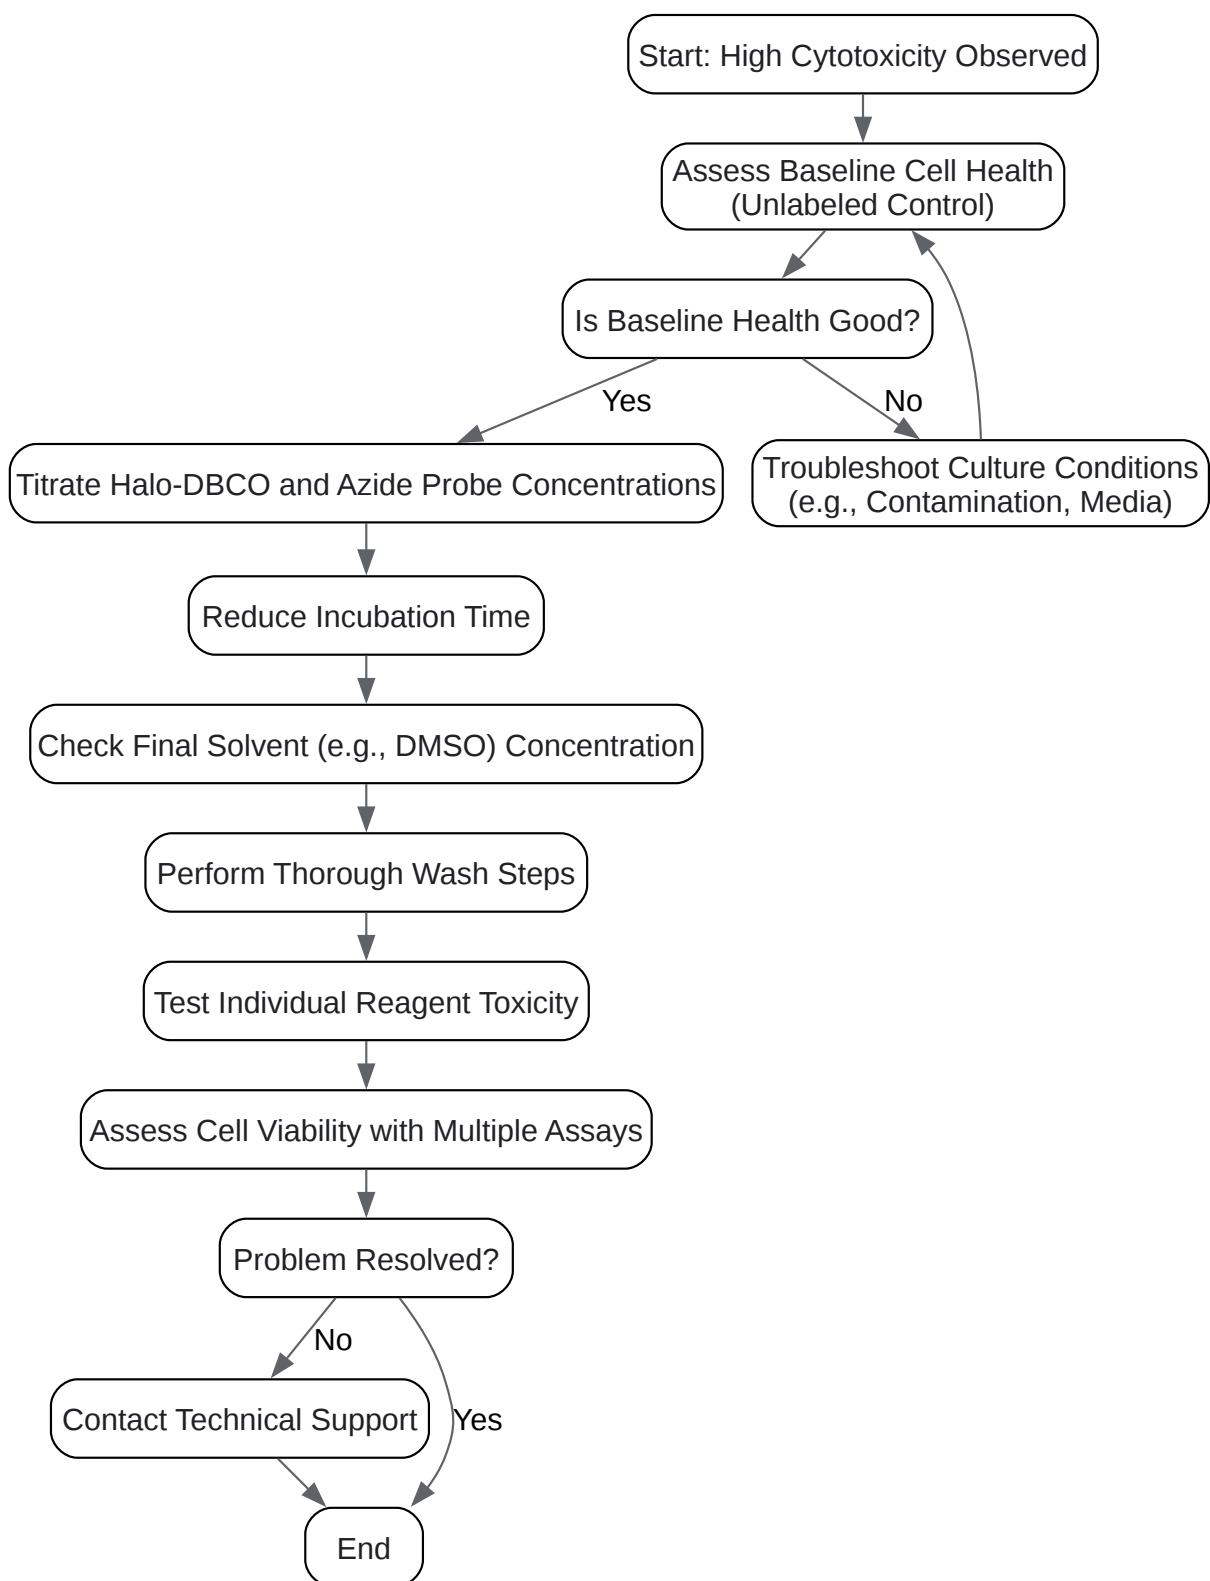 Start: High Cytotoxicity Observed
Assess Baseline Cell Health
(Unlabeled Control)
Is Baseline Health Good?
Yes
No
Titrate Halo-DBCO and Azide Probe Concentrations
Troubleshoot Culture Conditions
(e.g., Contamination, Media)
Reduce Incubation Time
Check Final Solvent (e.g., DMSO) Concentration
Perform Thorough Wash Steps
Test Individual Reagent Toxicity
Assess Cell Viability with Multiple Assays
Problem Resolved?
No
Contact Technical Support
Yes
End